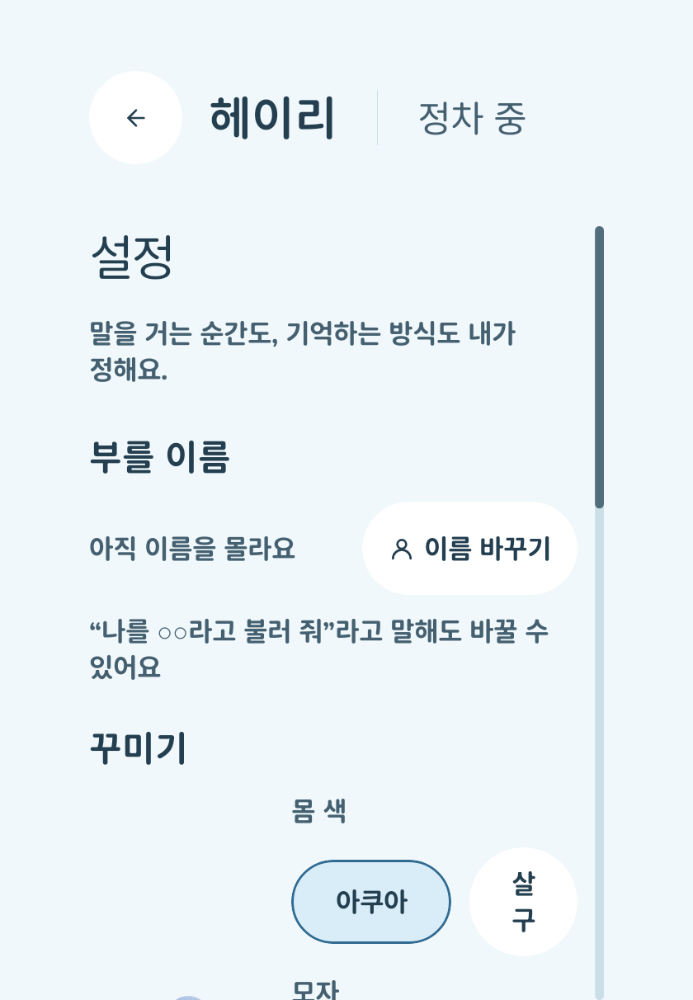 헤이리
정차 중
설정
말을 거는 순간도, 기억하는 방식도 내가
정해요.
부를 이름
아직 이름을 몰라요
이름 바꾸기
“나를 ○○라고 불러 줘”라고 말해도 바꿀 수
있어요
꾸미기
몸 색
아쿠아
살
구
모자